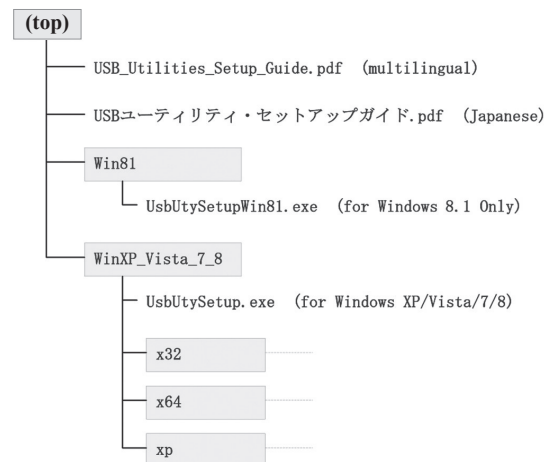 (top)
USB_Utilities_Setup_Guide.pdf (multilingual)
USBユーティリティ・セットアップガイド.pdf (Japanese)
Win81
UsbUtySetupWin81.exe (for Windows 8.1 Only)
WinXP_Vista_7_8
UsbUtySetup.exe (for Windows XP/Vista/7/8)
x32
x64
xp